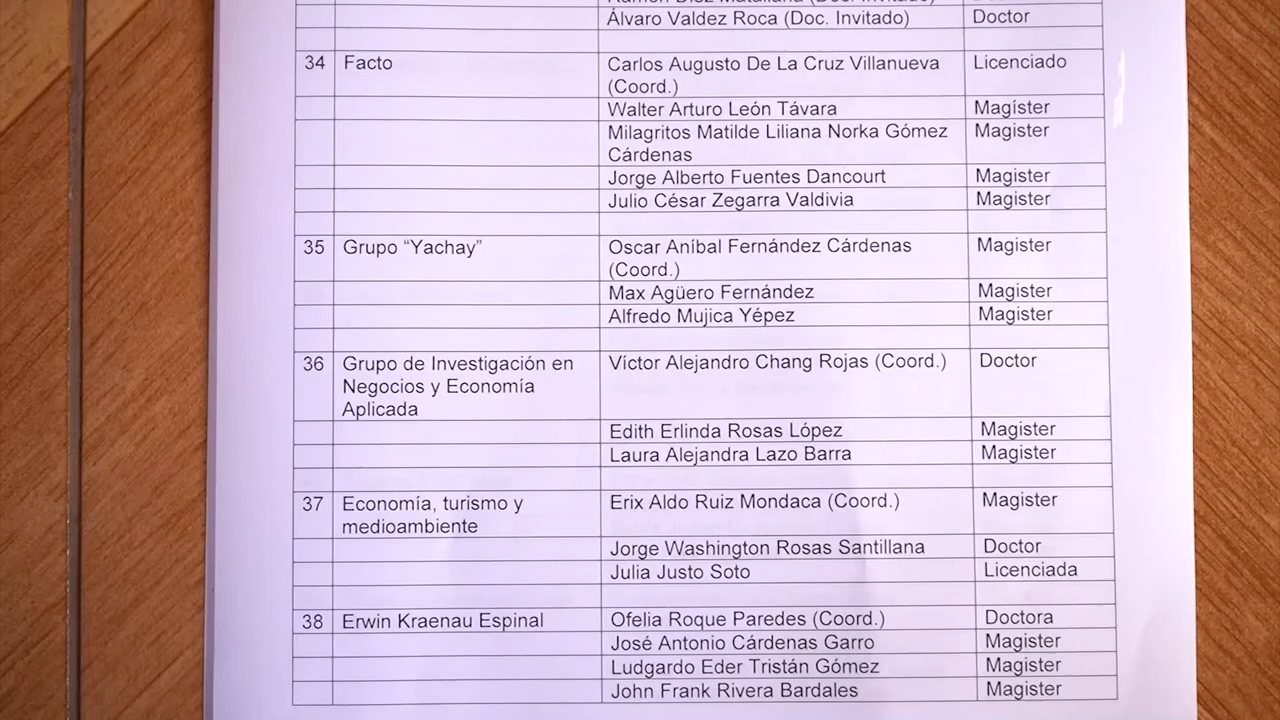 Álvaro Valdez Roca (Doc. Invitado) Doctor
34 Facto Carlos Augusto De La Cruz Villanueva Licenciado
(Coord.)
Walter Arturo León Távara Magíster
Milagritos Matilde Liliana Norka Gómez Magister
Cárdenas
Jorge Alberto Fuentes Dancourt Magister
Julio César Zegarra Valdivia Magister
35 Grupo “Yachay” Oscar Aníbal Fernández Cárdenas Magister
(Coord.)
Max Agüero Fernández Magister
Alfredo Mujica Yépez Magister
36 Grupo de Investigación en Víctor Alejandro Chang Rojas (Coord.) Doctor
Negocios y Economía
Aplicada
Edith Erlinda Rosas López Magister
Laura Alejandra Lazo Barra Magister
37 Economía, turismo y Erix Aldo Ruiz Mondaca (Coord.) Magister
medioambiente
Jorge Washington Rosas Santillana Doctor
Julia Justo Soto Licenciada
38 Erwin Kraenau Espinal Ofelia Roque Paredes (Coord.) Doctora
José Antonio Cárdenas Garro Magister
Ludgardo Eder Tristán Gómez Magister
John Frank Rivera Bardales Magister